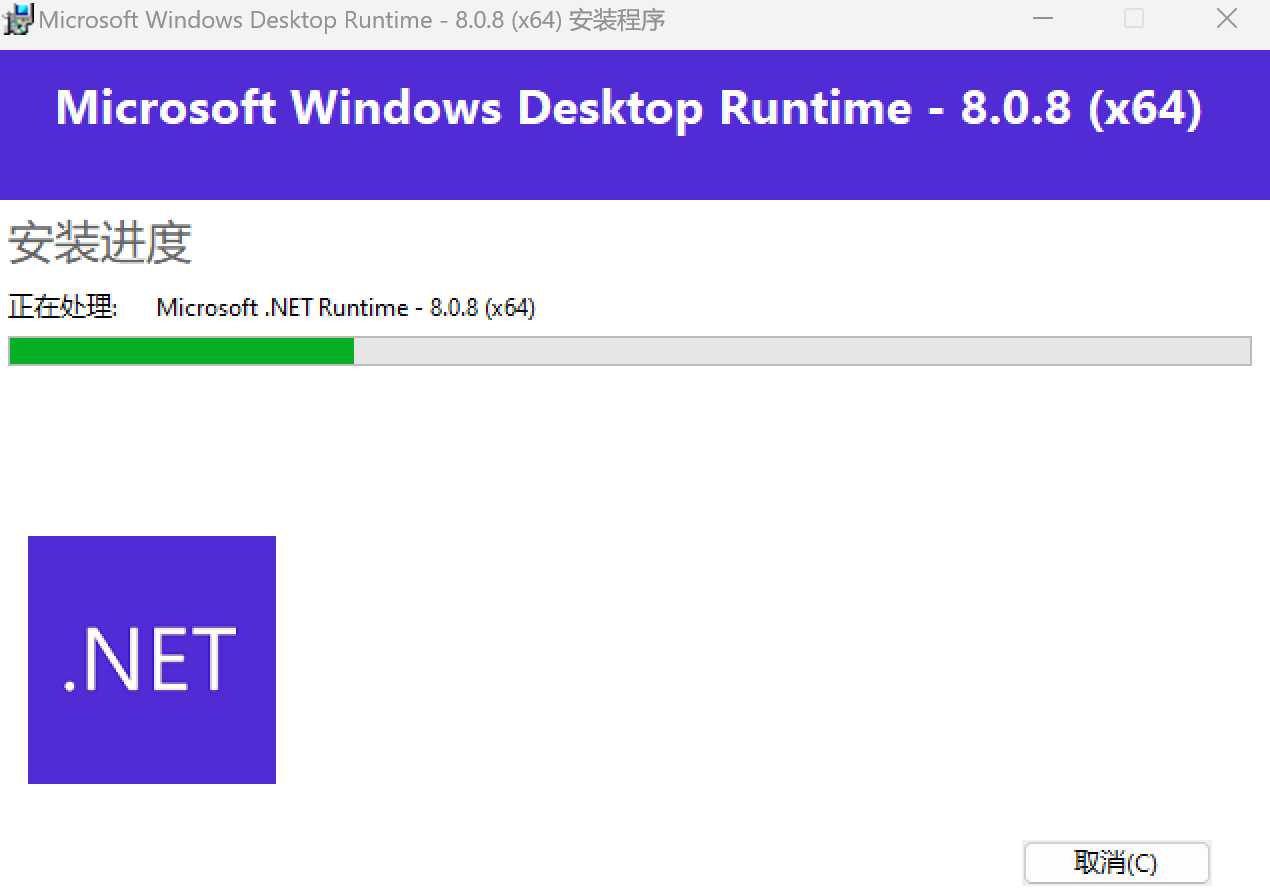 Microsoft Windows Desktop Runtime - 8.0.8 (x64) 安装程序
Microsoft Windows Desktop Runtime - 8.0.8 (x64)
安装进度
正在处理: Microsoft .NET Runtime - 8.0.8 (x64)
.NET
取消(C)